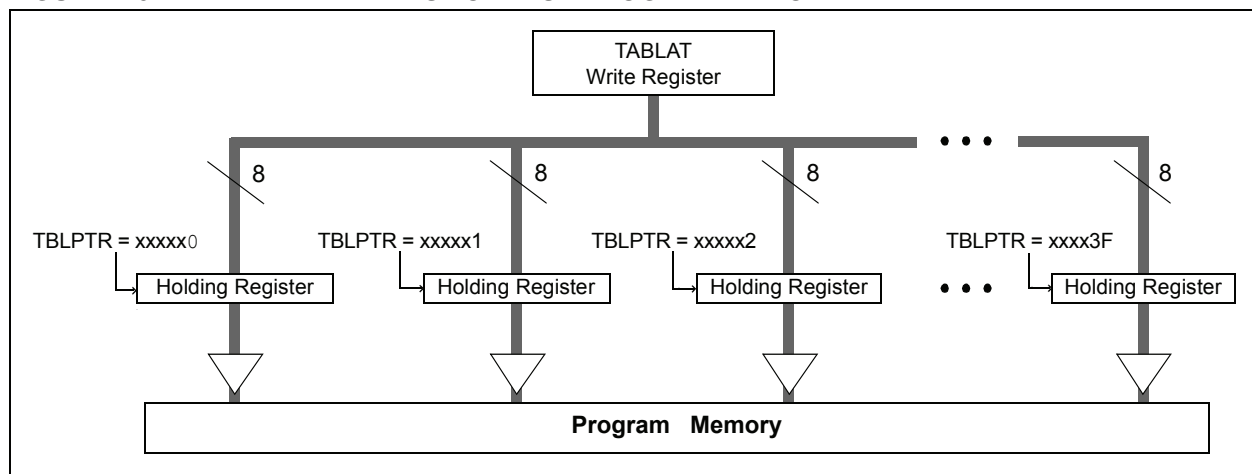 TABLAT
Write Register
8
8
8
8
TBLPTR = xxxxx0
TBLPTR = xxxxx1
TBLPTR = xxxxx2
TBLPTR = xxxx3F
Holding Register
Holding Register
Holding Register
Holding Register
Program Memory